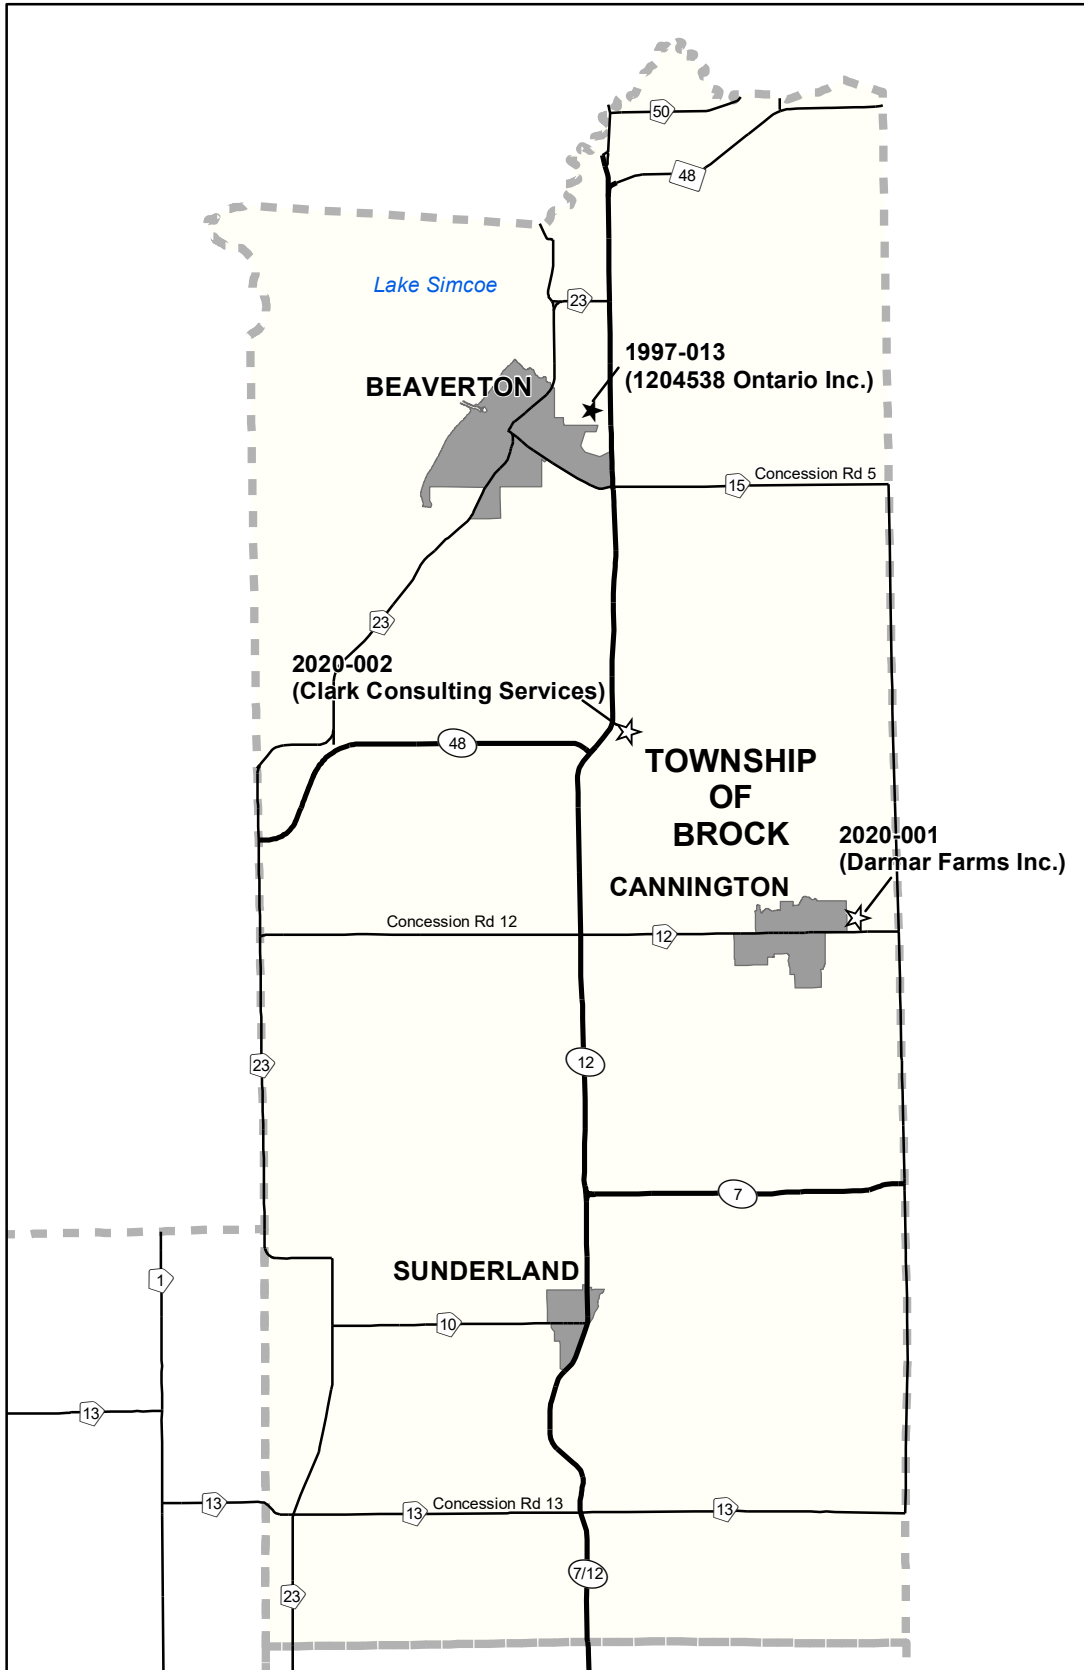 50
48
Lake Simcoe
23
1997-013
(1204538 Ontario Inc.)
BEAVERTON
Concession Rd 5
15
23
2020-002
(Clark Consulting Services)
48
TOWNSHIP
OF
BROCK
2020-001
(Darmar Farms Inc.)
CANNINGTON
Concession Rd 12
12
23
12
7
SUNDERLAND
1
10
13
13
Concession Rd 13
13
13
7/12
23